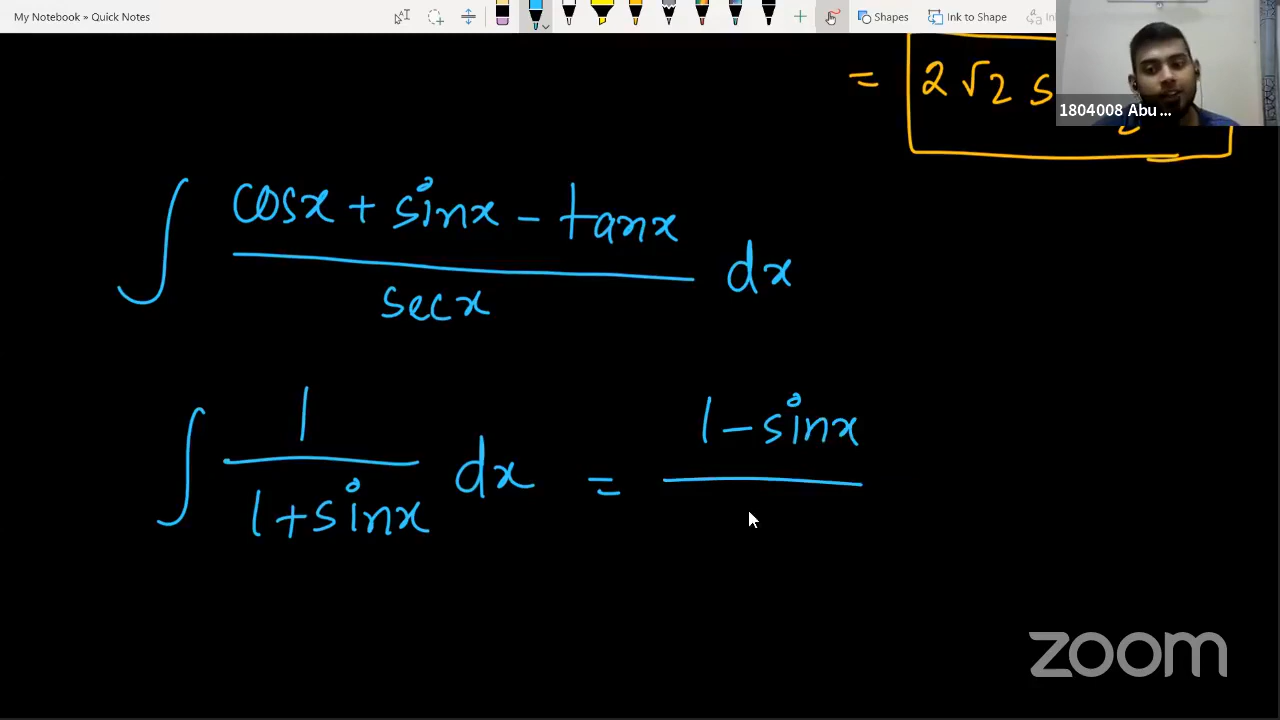 My Notebook » Quick Notes
Shapes
Ink to Shape
= 2√2 s
1804008 Abu ...
∫ (cosx + sinx - tanx)/(secx) dx
∫ 1/(1+sinx) dx = (1-sinx)/
zoom